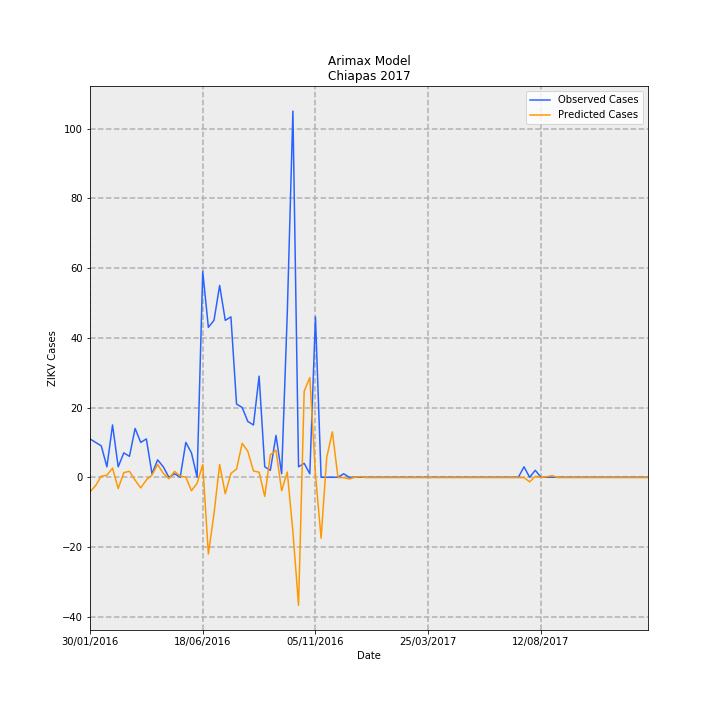 Arimax Model
Chiapas 2017
Observed Cases
Predicted Cases
100
80
60
40
20
0
−20
−40
ZIKV Cases
30/01/2016
18/06/2016
05/11/2016
25/03/2017
12/08/2017
Date